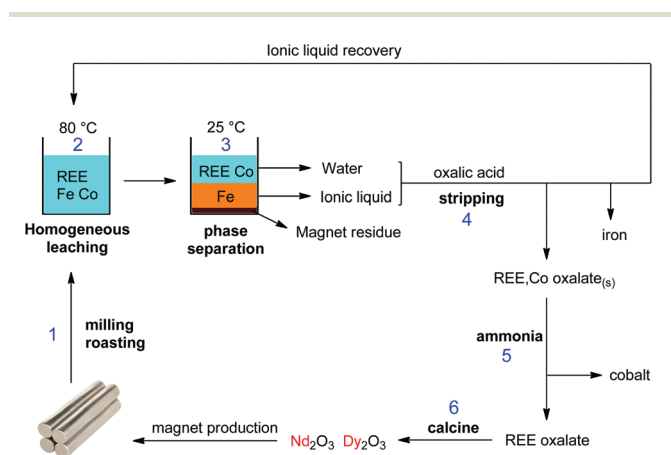 Ionic liquid recovery
80 °C
2
REE
Fe Co
Homogeneous
leaching
25 °C
3
REE Co
Fe
phase
separation
Water
Ionic liquid
Magnet residue
oxalic acid
stripping
4
iron
REE,Co oxalate(s)
ammonia
5
cobalt
REE oxalate
6
calcine
Nd₂O₃ Dy₂O₃
magnet production
1
milling
roasting